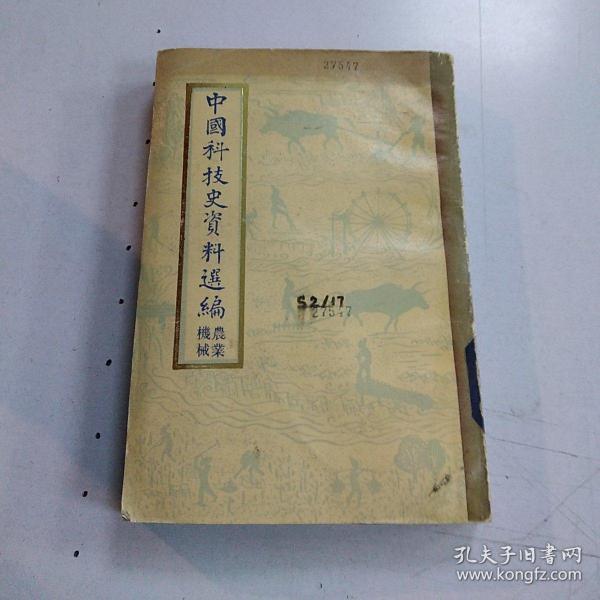 27547
中國科技史資料選編
農業
機械
S2/17
27547
孔夫子旧书网
www.kongfz.com